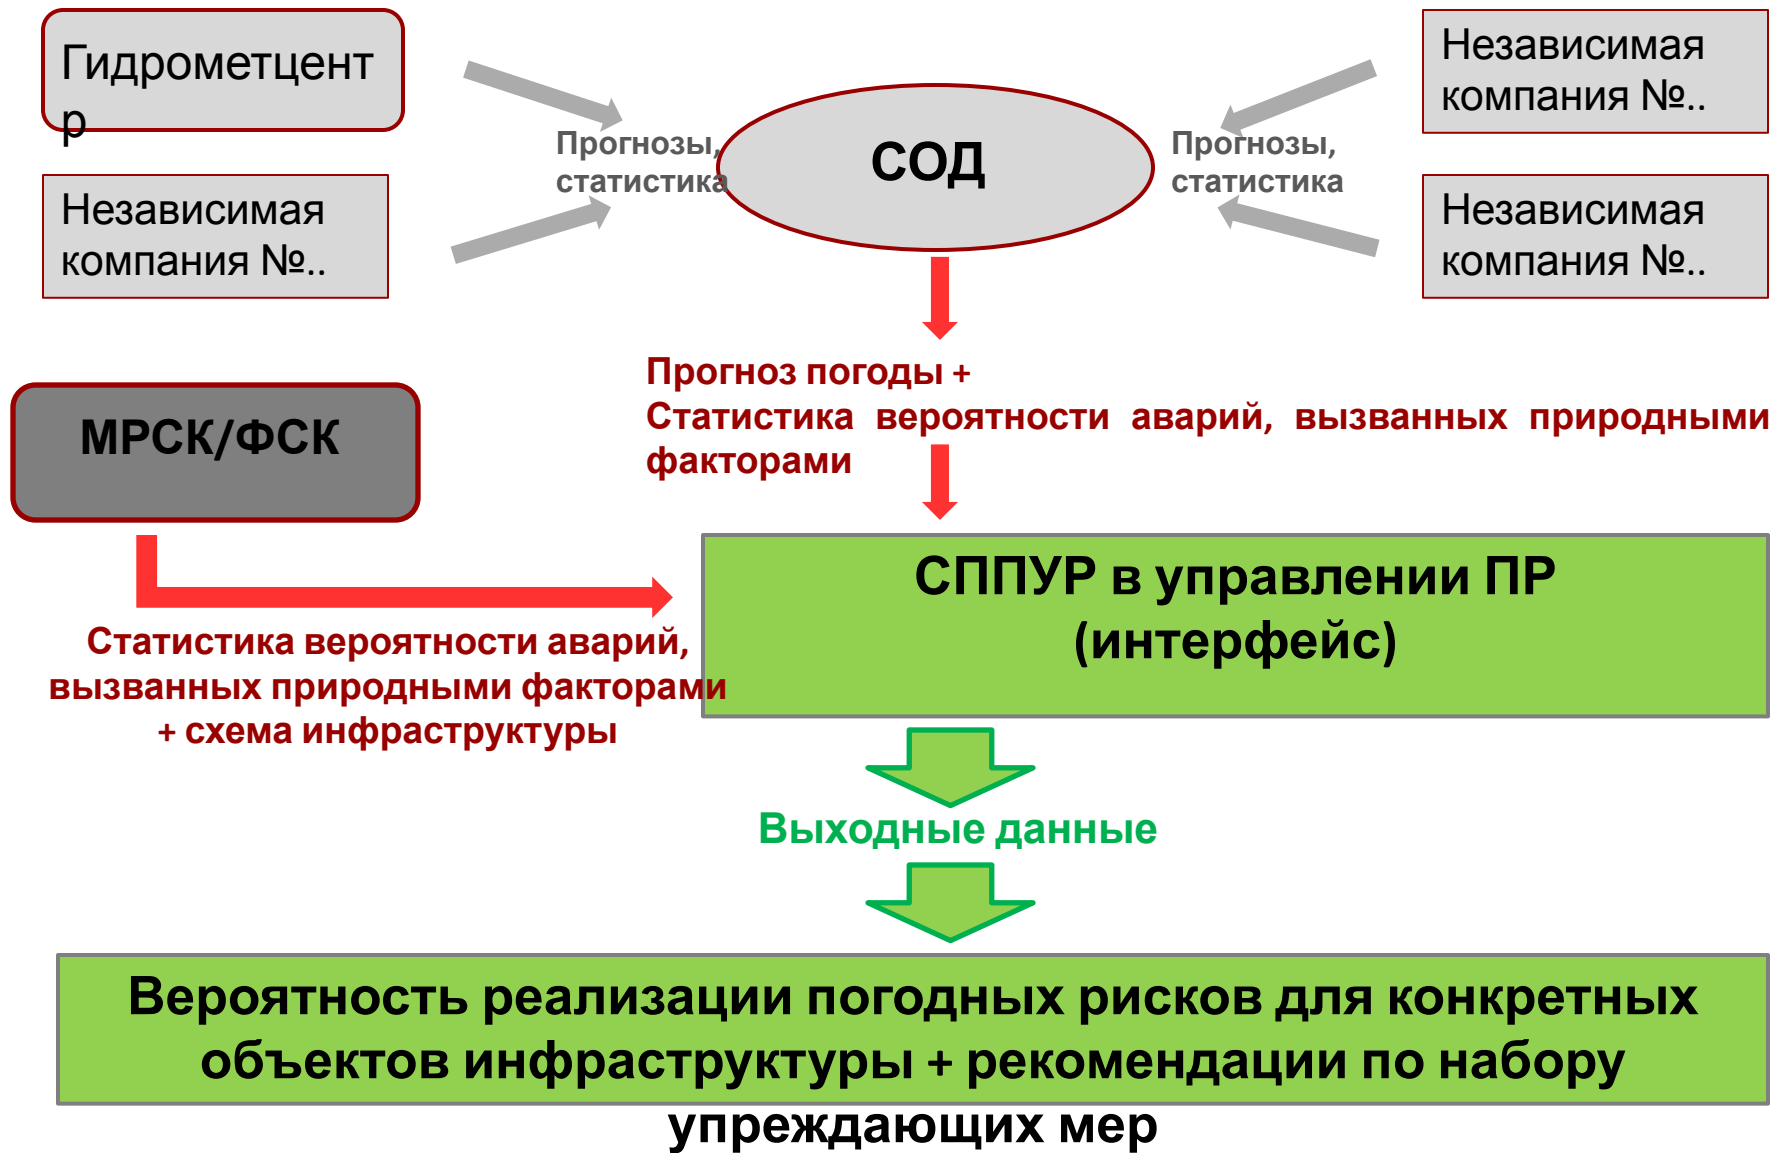 Гидрометцент
р
Независимая
компания №..
Прогнозы,
статистика
СОД
Прогнозы,
статистика
Независимая
компания №..
Независимая
компания №..
МРСК/ФСК
Прогноз погоды +
Статистика вероятности аварий, вызванных природными
факторами
Статистика вероятности аварий,
вызванных природными факторами
+ схема инфраструктуры
СППУР в управлении ПР
(интерфейс)
Выходные данные
Вероятность реализации погодных рисков для конкретных
объектов инфраструктуры + рекомендации по набору
упреждающих мер